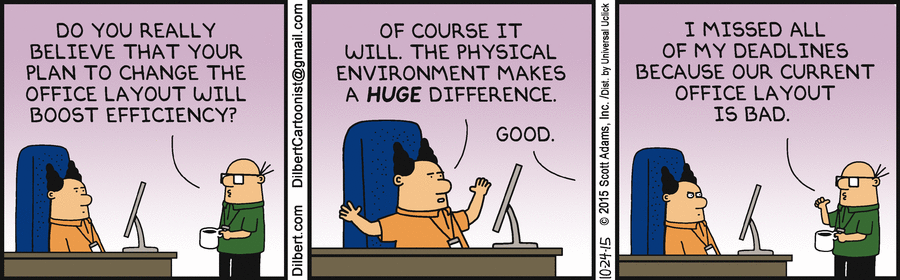 DO YOU REALLY
BELIEVE THAT YOUR
PLAN TO CHANGE THE
OFFICE LAYOUT WILL
BOOST EFFICIENCY?
Dilbert.com DilbertCartoonist@gmail.com
OF COURSE IT
WILL. THE PHYSICAL
ENVIRONMENT MAKES
A HUGE DIFFERENCE.
GOOD.
10-24-15 © 2015 Scott Adams, Inc. /Dist. by Universal Uclick
I MISSED ALL
OF MY DEADLINES
BECAUSE OUR CURRENT
OFFICE LAYOUT
IS BAD.